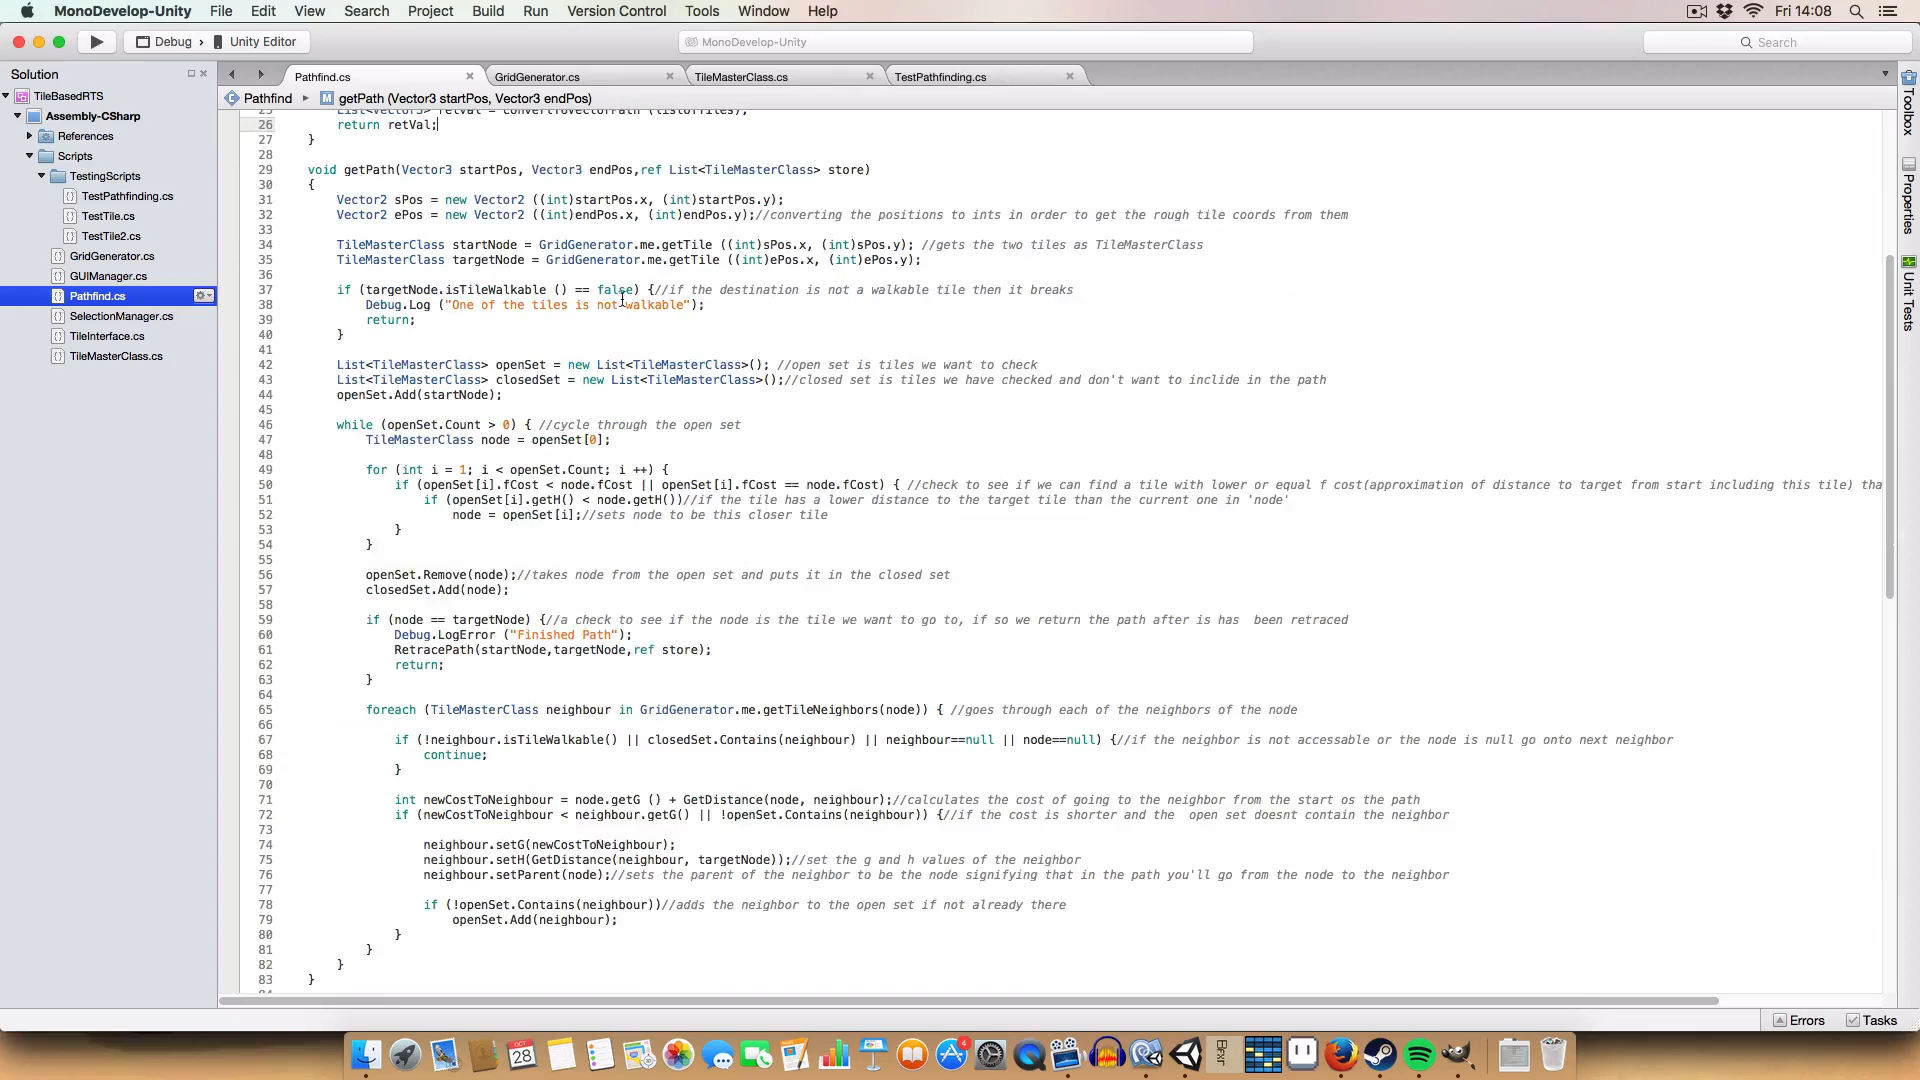 MonoDevelop-Unity File Edit View Search Project Build Run Version Control Tools Window Help Fri 14:08
Debug › Unity Editor
MonoDevelop-Unity
Search
Solution
TileBasedRTS
Assembly-CSharp
References
Scripts
TestingScripts
TestPathfinding.cs
TestTile.cs
TestTile2.cs
GridGenerator.cs
GUIManager.cs
Pathfind.cs
SelectionManager.cs
TileInterface.cs
TileMasterClass.cs
Pathfind.cs GridGenerator.cs TileMasterClass.cs TestPathfinding.cs
Pathfind getPath (Vector3 startPos, Vector3 endPos)
25 List<Vector3> retVal = convertToVectorPath (listOfTiles);
26 return retVal;
27 }
28
29 void getPath(Vector3 startPos, Vector3 endPos,ref List<TileMasterClass> store)
30 {
31 Vector2 sPos = new Vector2 ((int)startPos.x, (int)startPos.y);
32 Vector2 ePos = new Vector2 ((int)endPos.x, (int)endPos.y);//converting the positions to ints in order to get the rough tile coords from them
33
34 TileMasterClass startNode = GridGenerator.me.getTile ((int)sPos.x, (int)sPos.y); //gets the two tiles as TileMasterClass
35 TileMasterClass targetNode = GridGenerator.me.getTile ((int)ePos.x, (int)ePos.y);
36
37 if (targetNode.isTileWalkable () == false) {//if the destination is not a walkable tile then it breaks
38 Debug.Log ("One of the tiles is not walkable");
39 return;
40 }
41
42 List<TileMasterClass> openSet = new List<TileMasterClass>(); //open set is tiles we want to check
43 List<TileMasterClass> closedSet = new List<TileMasterClass>();//closed set is tiles we have checked and don't want to inclide in the path
44 openSet.Add(startNode);
45
46 while (openSet.Count > 0) { //cycle through the open set
47 TileMasterClass node = openSet[0];
48
49 for (int i = 1; i < openSet.Count; i ++) {
50 if (openSet[i].fCost < node.fCost || openSet[i].fCost == node.fCost) { //check to see if we can find a tile with lower or equal f cost(approximation of distance to target from start including this tile) tha
51 if (openSet[i].getH() < node.getH())//if the tile has a lower distance to the target tile than the current one in 'node'
52 node = openSet[i];//sets node to be this closer tile
53 }
54 }
55
56 openSet.Remove(node);//takes node from the open set and puts it in the closed set
57 closedSet.Add(node);
58
59 if (node == targetNode) {//a check to see if the node is the tile we want to go to, if so we return the path after is has  been retraced
60 Debug.LogError ("Finished Path");
61 RetracePath(startNode,targetNode,ref store);
62 return;
63 }
64
65 foreach (TileMasterClass neighbour in GridGenerator.me.getTileNeighbors(node)) { //goes through each of the neighbors of the node
66
67 if (!neighbour.isTileWalkable() || closedSet.Contains(neighbour) || neighbour==null || node==null) {//if the neighbor is not accessable or the node is null go onto next neighbor
68 continue;
69 }
70
71 int newCostToNeighbour = node.getG () + GetDistance(node, neighbour);//calculates the cost of going to the neighbor from the start os the path
72 if (newCostToNeighbour < neighbour.getG() || !openSet.Contains(neighbour)) {//if the cost is shorter and the  open set doesnt contain the neighbor
73
74 neighbour.setG(newCostToNeighbour);
75 neighbour.setH(GetDistance(neighbour, targetNode));//set the g and h values of the neighbor
76 neighbour.setParent(node);//sets the parent of the neighbor to be the node signifying that in the path you'll go from the node to the neighbor
77
78 if (!openSet.Contains(neighbour))//adds the neighbor to the open set if not already there
79 openSet.Add(neighbour);
80 }
81 }
82 }
83 }
Toolbox
Properties
Unit Tests
Errors Tasks
OCT
28
4